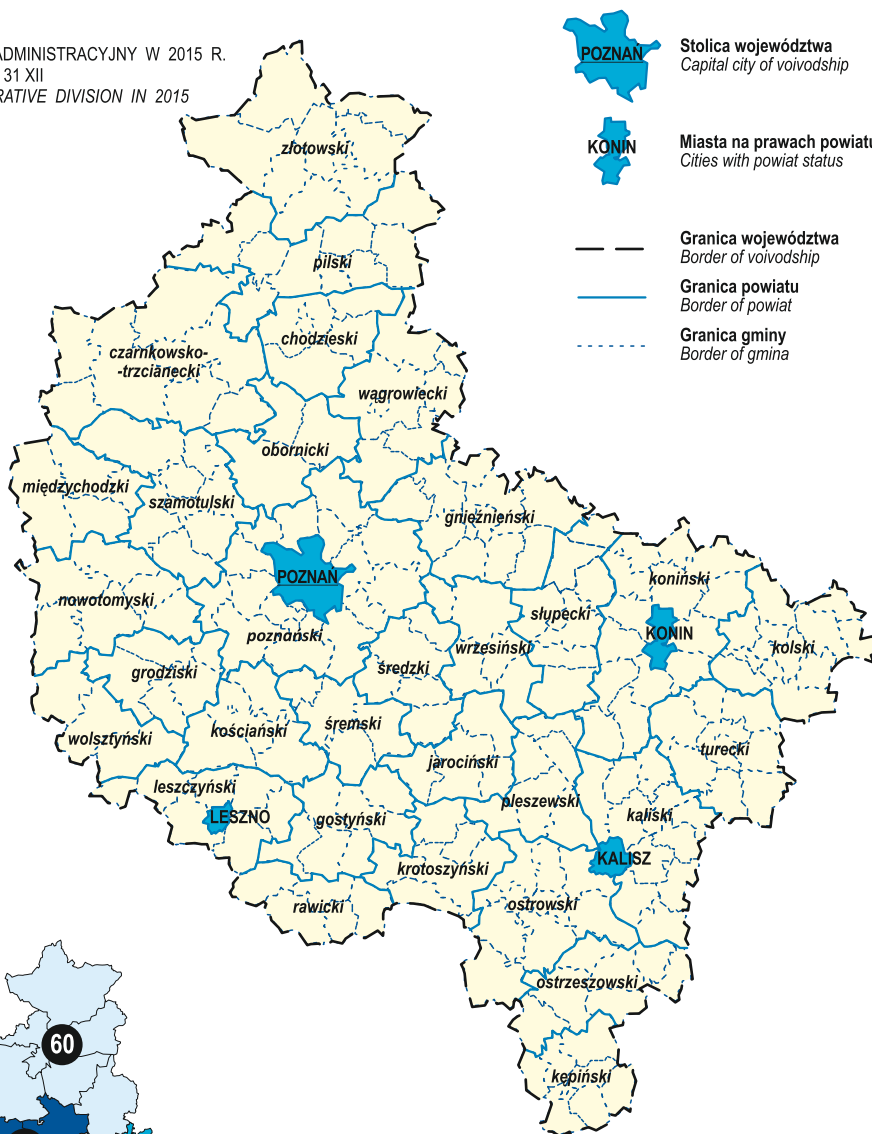 ADMINISTRACYJNY W 2015 R.
31 XII
RATIVE DIVISION IN 2015
POZNAŃ
Stolica województwa
Capital city of voivodship
KONIN
Miasta na prawach powiatu
Cities with powiat status
Granica województwa
Border of voivodship
Granica powiatu
Border of powiat
Granica gminy
Border of gmina
złotowski
pilski
chodzieski
czarnkowsko-
-trzcianecki
wągrowiecki
obornicki
międzychodzki
szamotulski
gnieźnieński
POZNAŃ
koniński
nowotomyski
słupecki
poznański
KONIN
wrzesiński
kolski
średzki
grodziski
śremski
kościański
wolsztyński
turecki
jarociński
leszczyński
pleszewski
LESZNO
gostyński
kaliski
KALISZ
krotoszyński
rawicki
ostrowski
ostrzeszowski
60
kępiński